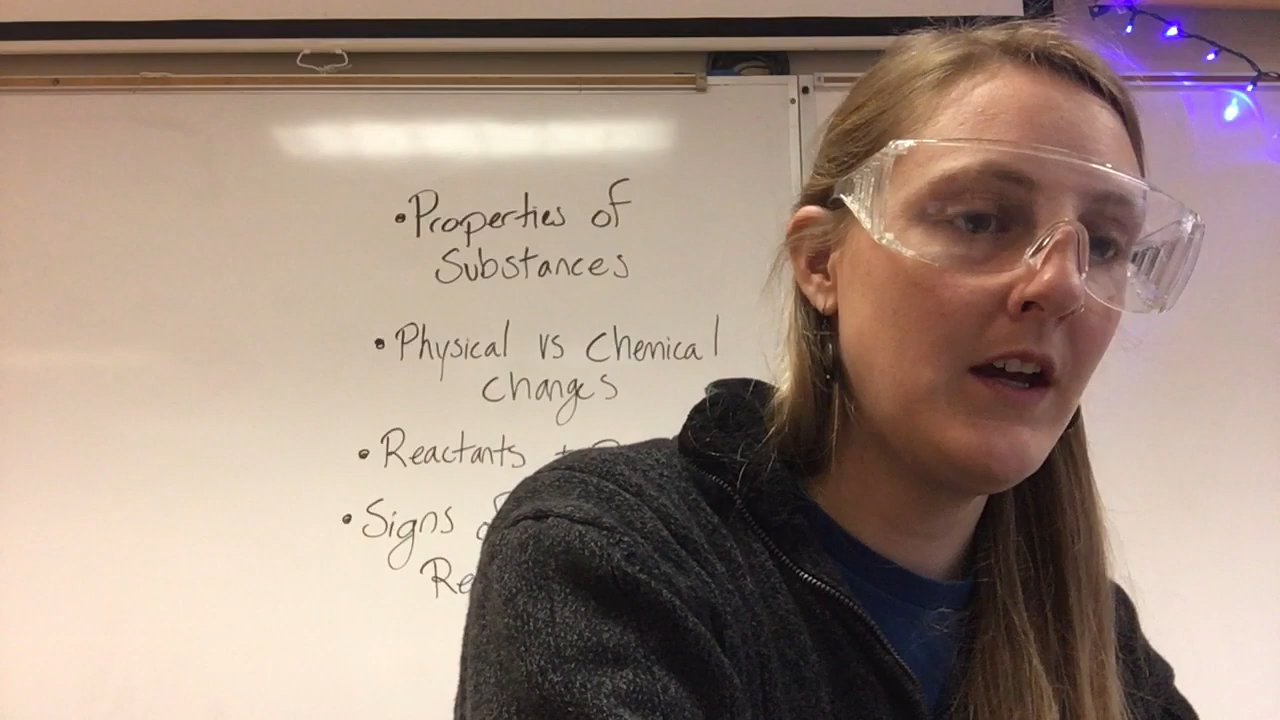 •Properties of
Substances
•Physical vs Chemical
changes
•Reactants +
•Signs